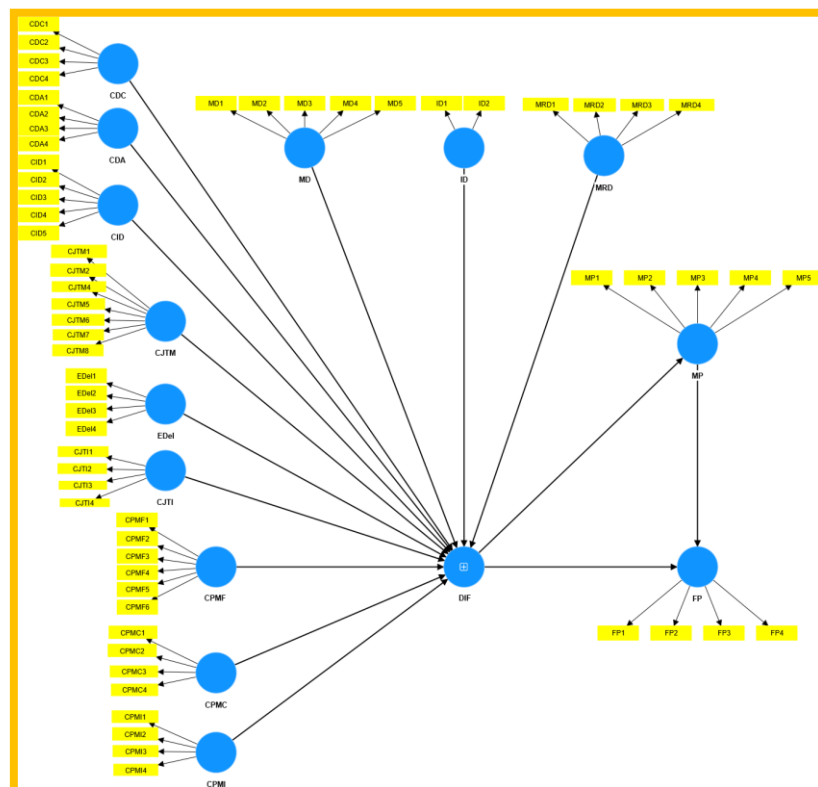 CDC1
CDC2
CDC3
CDC4
CDC
CDA1
CDA2
CDA3
CDA4
CDA
CID1
CID2
CID3
CID4
CID5
CID
MD1
MD2
MD3
MD4
MD5
MD
ID1
ID2
ID
MRD1
MRD2
MRD3
MRD4
MRD
CJTM1
CJTM2
CJTM4
CJTM5
CJTM6
CJTM7
CJTM8
CJTM
MP1
MP2
MP3
MP4
MP5
MP
EDel1
EDel2
EDel3
EDel4
EDel
CJTI1
CJTI2
CJTI3
CJTI4
CJTI
CPMF1
CPMF2
CPMF3
CPMF4
CPMF5
CPMF6
CPMF
DIF
FP
FP1
FP2
FP3
FP4
CPMC1
CPMC2
CPMC3
CPMC4
CPMC
CPMI1
CPMI2
CPMI3
CPMI4
CPMI